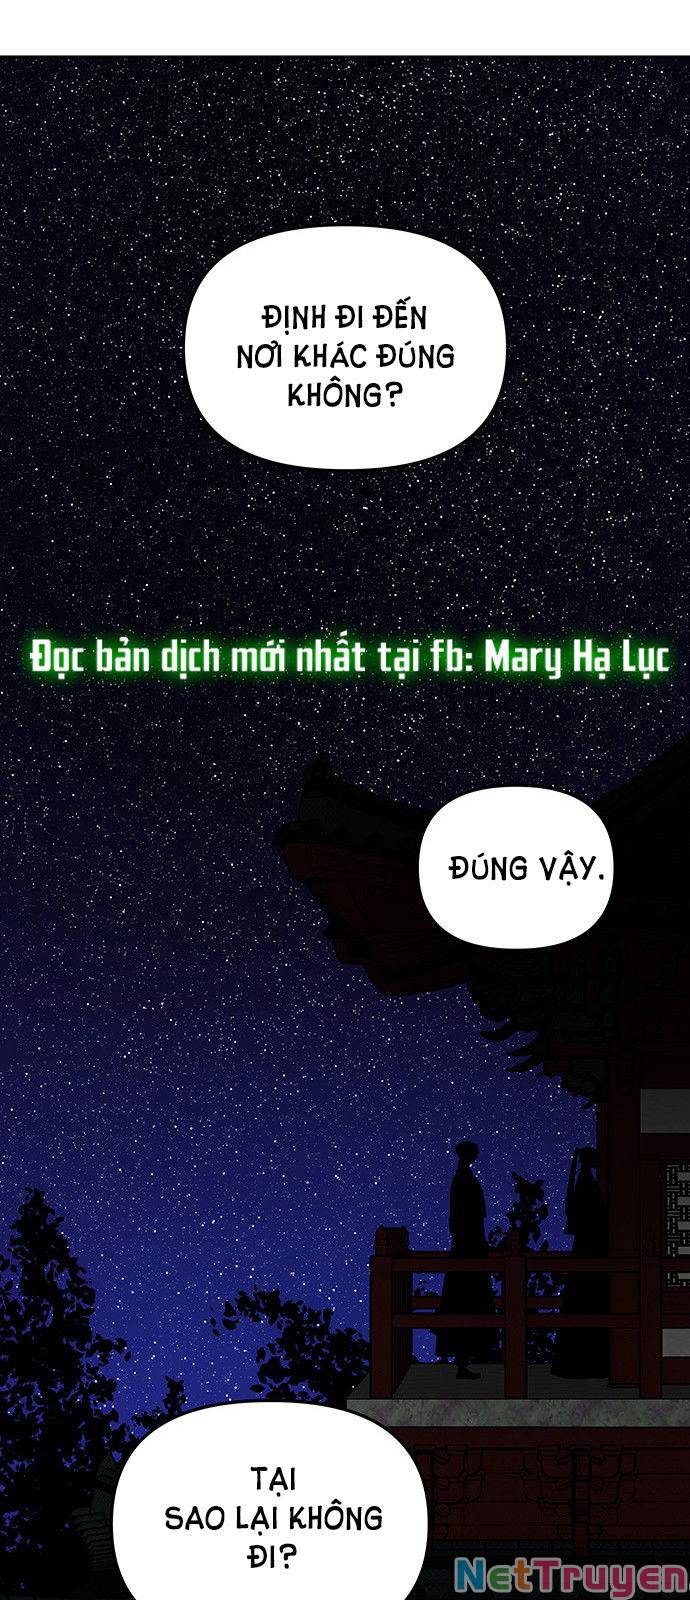 ĐỊNH ĐI ĐẾN
NƠI KHÁC ĐÚNG
KHÔNG?
Đọc bản dịch mới nhất tại fb: Mary Hạ Lục
ĐÚNG VẬY.
TẠI
SAO LẠI KHÔNG
ĐI?
NetTruyen